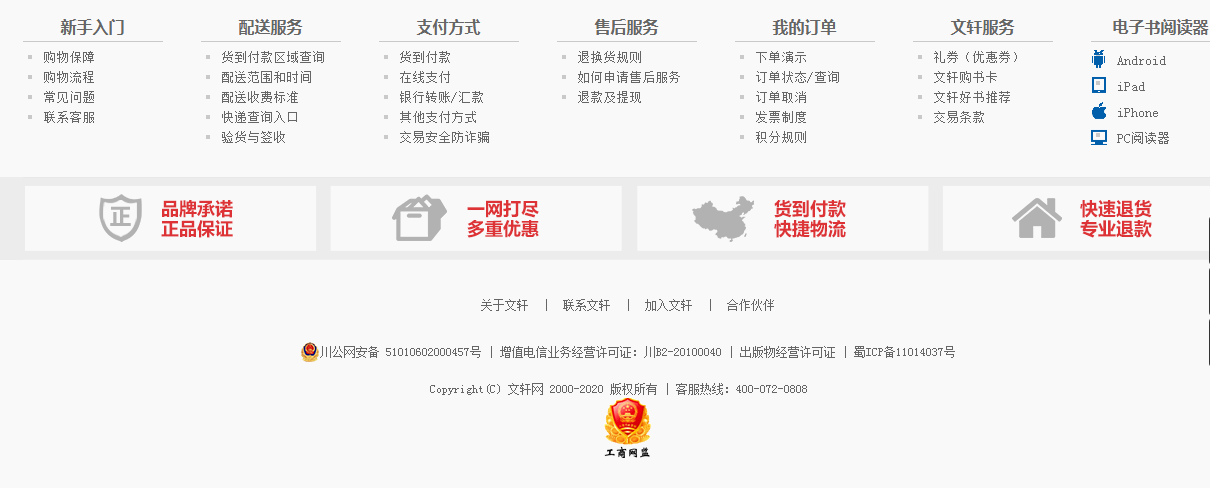 新手入门
购物保障
购物流程
常见问题
联系客服
配送服务
货到付款区域查询
配送范围和时间
配送收费标准
快递查询入口
验货与签收
支付方式
货到付款
在线支付
银行转账/汇款
其他支付方式
交易安全防诈骗
售后服务
退换货规则
如何申请售后服务
退款及提现
我的订单
下单演示
订单状态/查询
订单取消
发票制度
积分规则
文轩服务
礼券（优惠券）
文轩购书卡
文轩好书推荐
交易条款
电子书阅读器
Android
iPad
iPhone
PC阅读器
正
品牌承诺
正品保证
一网打尽
多重优惠
货到付款
快捷物流
快速退货
专业退款
关于文轩 | 联系文轩 | 加入文轩 | 合作伙伴
川公网安备 51010602000457号 | 增值电信业务经营许可证：川B2-20100040 | 出版物经营许可证 | 蜀ICP备11014037号
Copyright(C) 文轩网 2000-2020 版权所有 | 客服热线：400-072-0808
工商网监